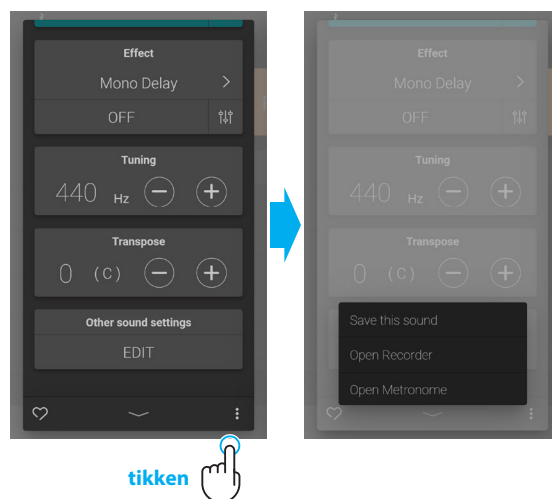 Effect
Mono Delay
OFF
Tuning
440 Hz
Transpose
0 (C)
Other sound settings
EDIT
tikken
Effect
Mono Delay
OFF
Tuning
440 Hz
Transpose
0 (C)
Save this sound
Open Recorder
Open Metronome